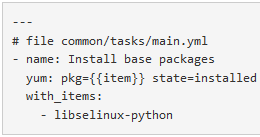 ---
# file common/tasks/main.yml
- name: Install base packages
  yum: pkg={{item}} state=installed
  with_items:
    - libselinux-python